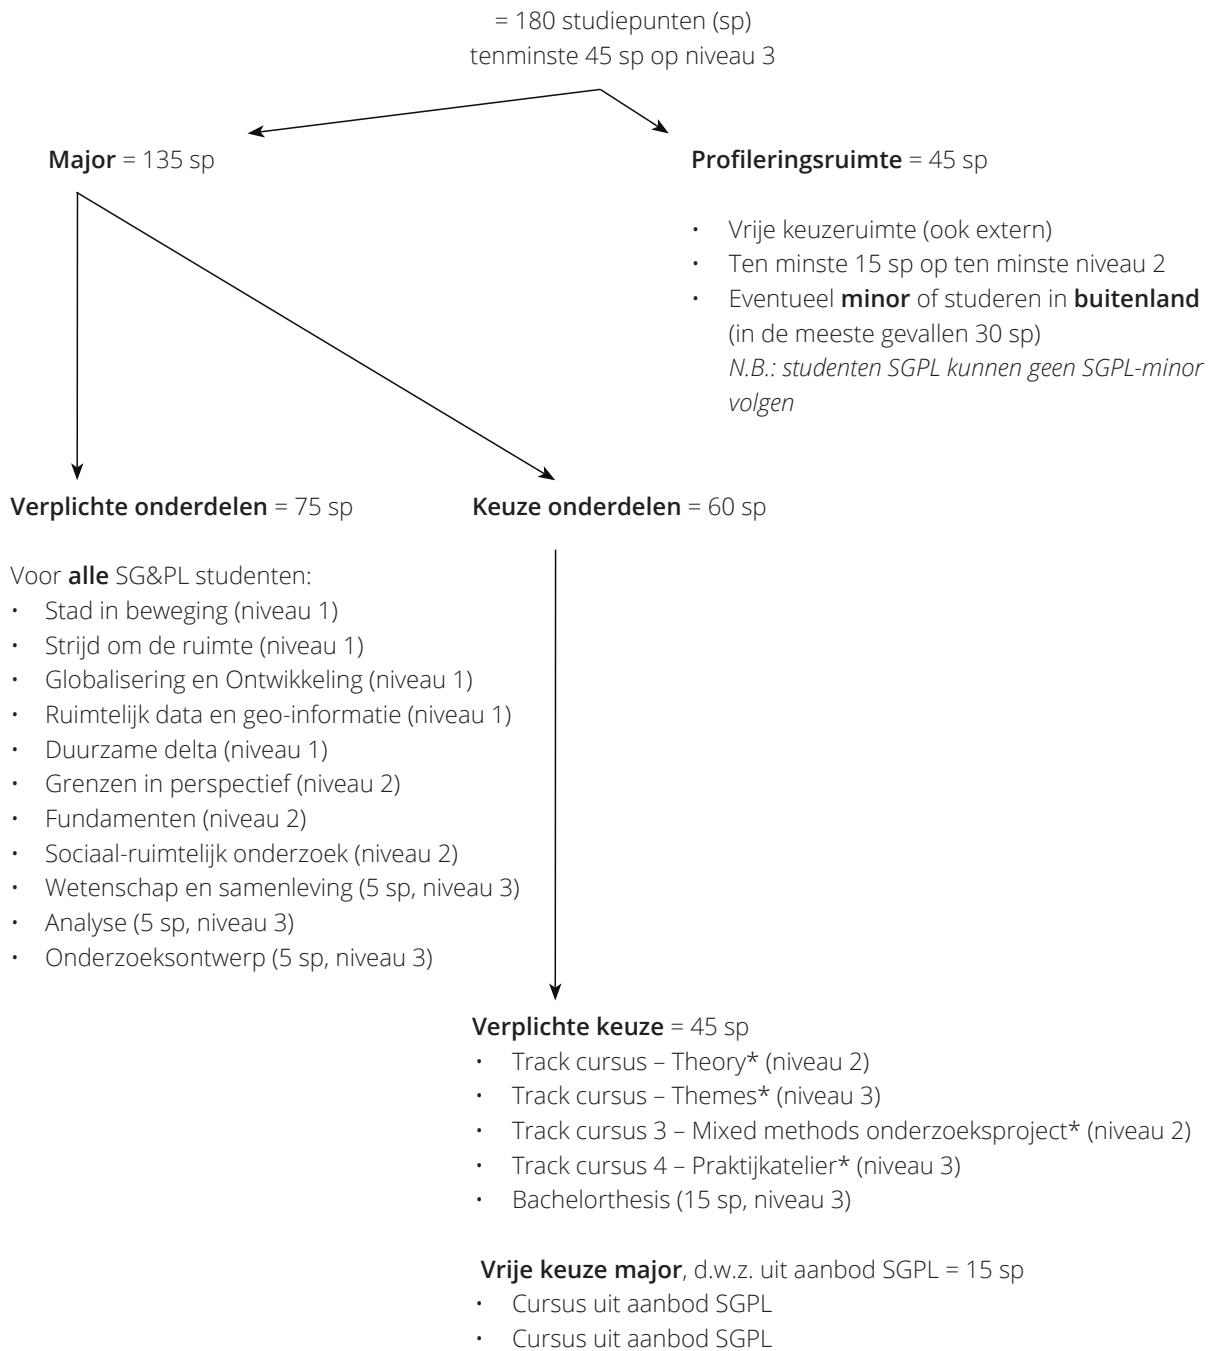 = 180 studiepunten (sp)
tenminste 45 sp op niveau 3
Major = 135 sp
Profileringsruimte = 45 sp
• Vrije keuzeruimte (ook extern)
• Ten minste 15 sp op ten minste niveau 2
• Eventueel minor of studeren in buitenland
(in de meeste gevallen 30 sp)
N.B.: studenten SGPL kunnen geen SGPL-minor
volgen
Verplichte onderdelen = 75 sp
Voor alle SG&PL studenten:
• Stad in beweging (niveau 1)
• Strijd om de ruimte (niveau 1)
• Globalisering en Ontwikkeling (niveau 1)
• Ruimtelijk data en geo-informatie (niveau 1)
• Duurzame delta (niveau 1)
• Grenzen in perspectief (niveau 2)
• Fundamenten (niveau 2)
• Sociaal-ruimtelijk onderzoek (niveau 2)
• Wetenschap en samenleving (5 sp, niveau 3)
• Analyse (5 sp, niveau 3)
• Onderzoeksontwerp (5 sp, niveau 3)
Keuze onderdelen = 60 sp
Verplichte keuze = 45 sp
• Track cursus – Theory* (niveau 2)
• Track cursus – Themes* (niveau 3)
• Track cursus 3 – Mixed methods onderzoeksproject* (niveau 2)
• Track cursus 4 – Praktijkatelier* (niveau 3)
• Bachelorthesis (15 sp, niveau 3)
Vrije keuze major, d.w.z. uit aanbod SGPL = 15 sp
• Cursus uit aanbod SGPL
• Cursus uit aanbod SGPL